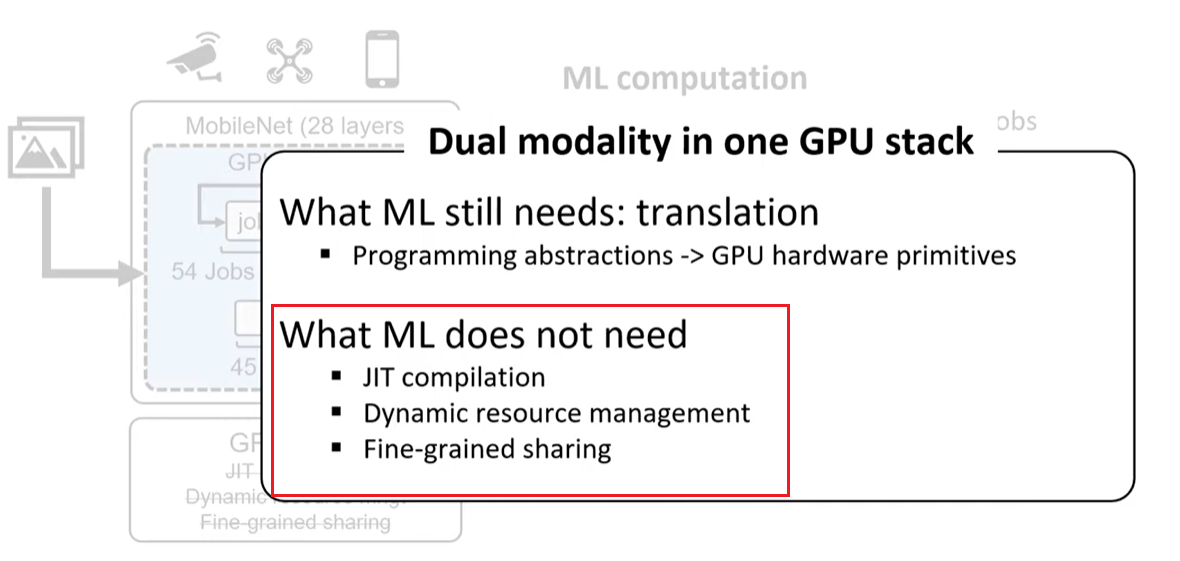 ML computation
MobileNet (28 layers
obs
Dual modality in one GPU stack
GP
What ML still needs: translation
job
▪ Programming abstractions -> GPU hardware primitives
54 Jobs
What ML does not need
45
▪ JIT compilation
▪ Dynamic resource management
▪ Fine-grained sharing
JIT
Dynamic
Fine-grained sharing